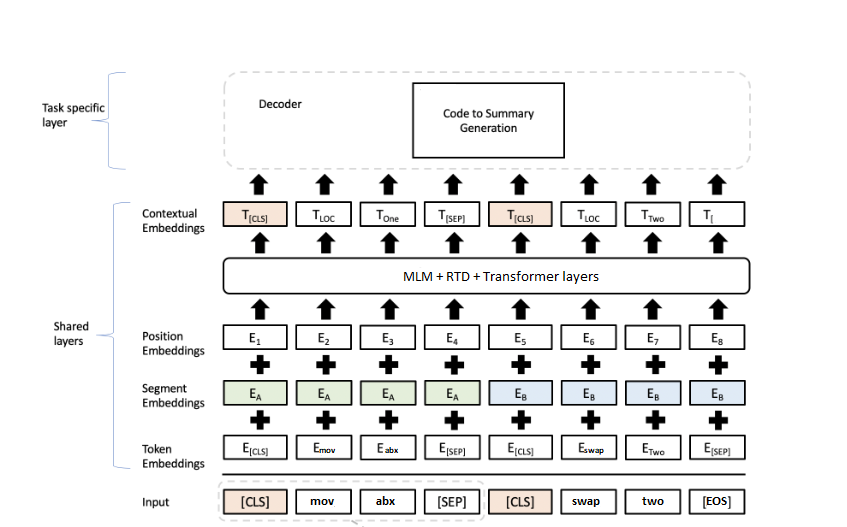 Task specific
layer
Decoder
Code to Summary
Generation
Contextual
Embeddings
T[CLS] TLOC TOne T[SEP] T[CLS] TLOC TTwo T[
MLM + RTD + Transformer layers
Shared
layers
Position
Embeddings
E1 E2 E3 E4 E5 E6 E7 E8
Segment
Embeddings
EA EA EA EA EB EB EB EB
Token
Embeddings
E[CLS] Emov Eabx E[SEP] E[CLS] Eswap ETwo E[SEP]
Input
[CLS] mov abx [SEP] [CLS] swap two [EOS]